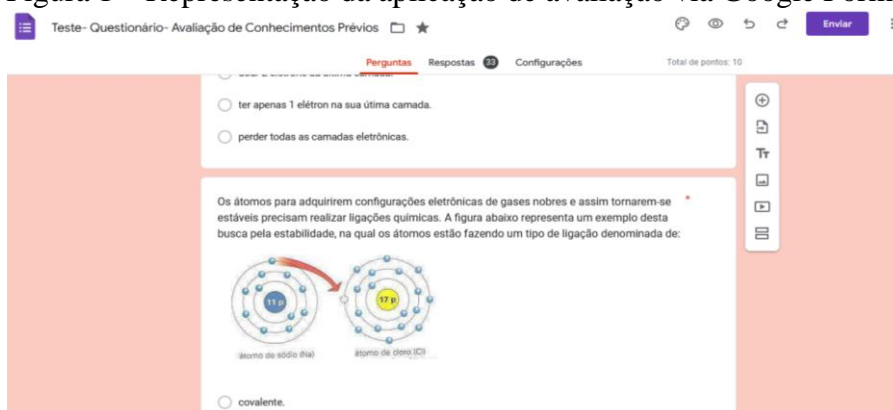 Figura 1 – Representação da aplicação de avaliação via Google Form
Teste- Questionário- Avaliação de Conhecimentos Prévios
Enviar
Perguntas Respostas 33 Configurações Total de pontos: 10
ter apenas 1 elétron na sua útima camada.
perder todas as camadas eletrônicas.
Os átomos para adquirirem configurações eletrônicas de gases nobres e assim tornarem-se *
estáveis precisam realizar ligações químicas. A figura abaixo representa um exemplo desta
busca pela estabilidade, na qual os átomos estão fazendo um tipo de ligação denominada de:
11 p 17 p
átomo de sódio (Na) átomo de cloro (Cl)
covalente.